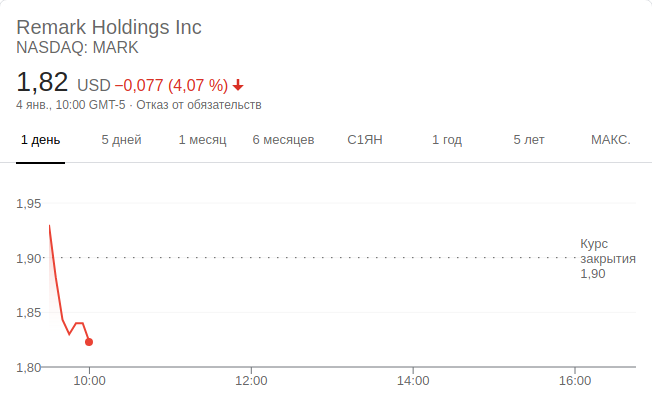 Remark Holdings Inc
NASDAQ: MARK
1,82 USD −0,077 (4,07 %)
4 янв., 10:00 GMT-5 · Отказ от обязательств
1 день 5 дней 1 месяц 6 месяцев С1ЯН 1 год 5 лет МАКС.
1,95
Курс
1,90 закрытия
1,90
1,85
1,80
10:00 12:00 14:00 16:00